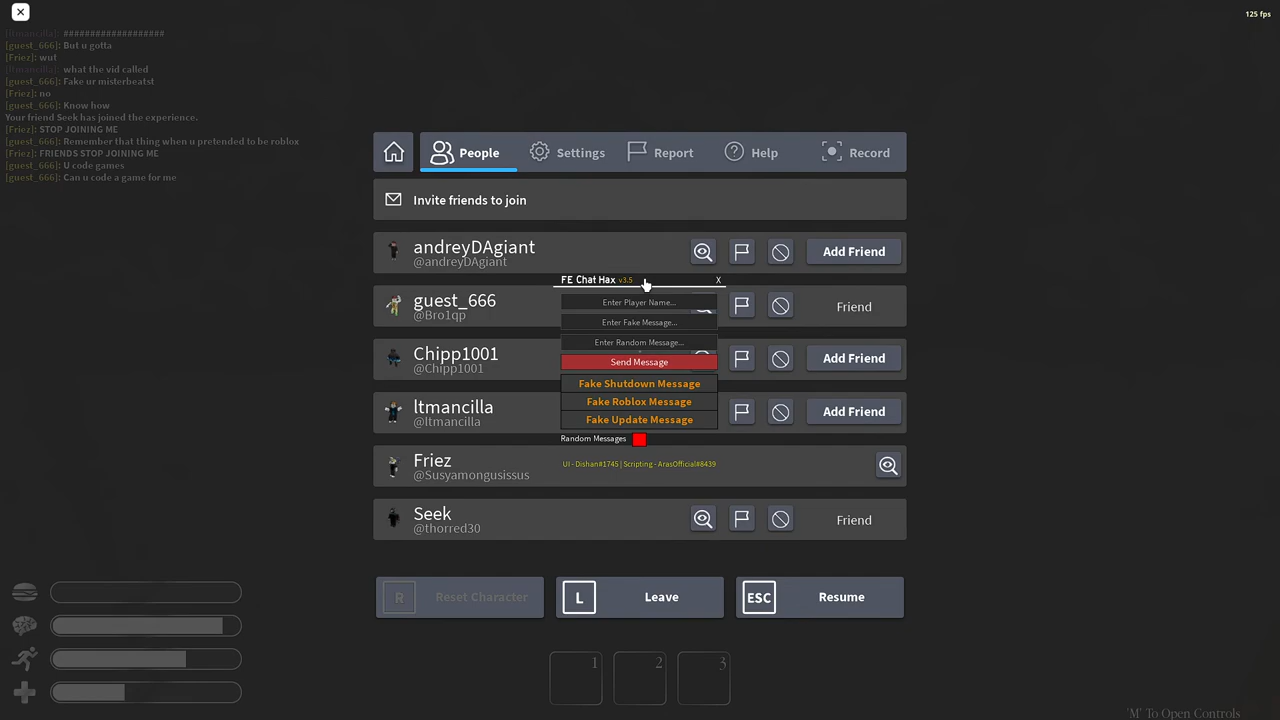 125 fps
[ltmancilla]: ###################
[guest_666]: But u gotta
[Friez]: wut
[ltmancilla]: what the vid called
[guest_666]: Fake ur misterbeatst
[Friez]: no
[guest_666]: Know how
Your friend Seek has joined the experience.
[Friez]: STOP JOINING ME
[guest_666]: Remember that thing when u pretended to be roblox
[Friez]: FRIENDS STOP JOINING ME
[guest_666]: U code games
[guest_666]: Can u code a game for me
People Settings Report Help Record
Invite friends to join
andreyDAgiant
@andreyDAgiant
Add Friend
FE Chat Hax v3.5 X
guest_666
@Bro1qp
Friend
Enter Player Name...
Enter Fake Message...
Enter Random Message...
Send Message
Chipp1001
@Chipp1001
Add Friend
Fake Shutdown Message
Fake Roblox Message
Fake Update Message
ltmancilla
@ltmancilla
Add Friend
Random Messages
Friez
@Susyamongusissus
UI - Dishan#1745 | Scripting - ArasOfficial#8439
Seek
@thorred30
Friend
R Reset Character
L Leave
ESC Resume
1 2 3
'M' To Open Controls